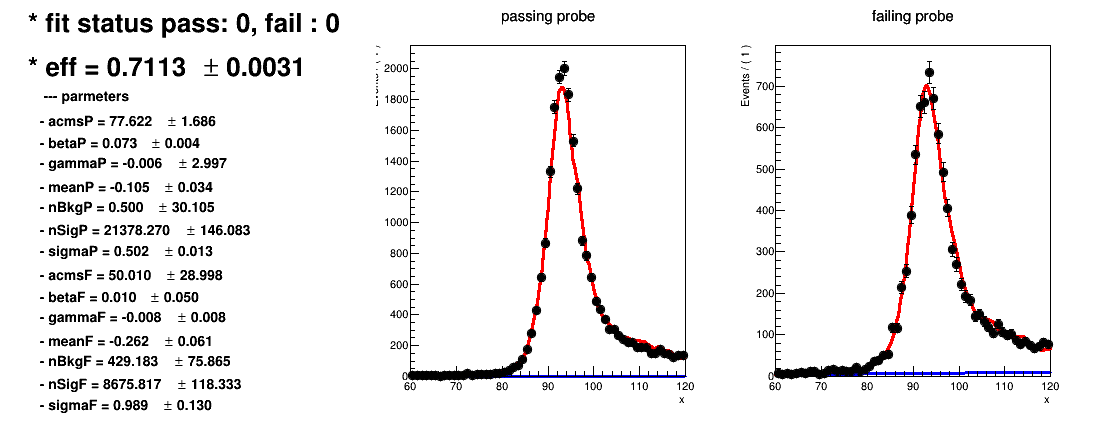 * fit status pass: 0, fail : 0
* eff = 0.7113 ± 0.0031
--- parmeters
- acmsP = 77.622 ± 1.686
- betaP = 0.073 ± 0.004
- gammaP = -0.006 ± 2.997
- meanP = -0.105 ± 0.034
- nBkgP = 0.500 ± 30.105
- nSigP = 21378.270 ± 146.083
- sigmaP = 0.502 ± 0.013
- acmsF = 50.010 ± 28.998
- betaF = 0.010 ± 0.050
- gammaF = -0.008 ± 0.008
- meanF = -0.262 ± 0.061
- nBkgF = 429.183 ± 75.865
- nSigF = 8675.817 ± 118.333
- sigmaF = 0.989 ± 0.130
passing probe
2000
1800
1600
1400
1200
1000
800
600
400
200
0
60 70 80 90 100 110 120
x
failing probe
Events / ( 1 )
700
600
500
400
300
200
100
0
60 70 80 90 100 110 120
x